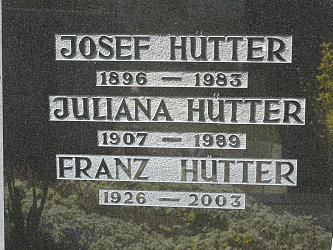 JOSEF HÜTTER
1896 — 1983
JULIANA HÜTTER
1907 — 1989
FRANZ HÜTTER
1926 — 2003